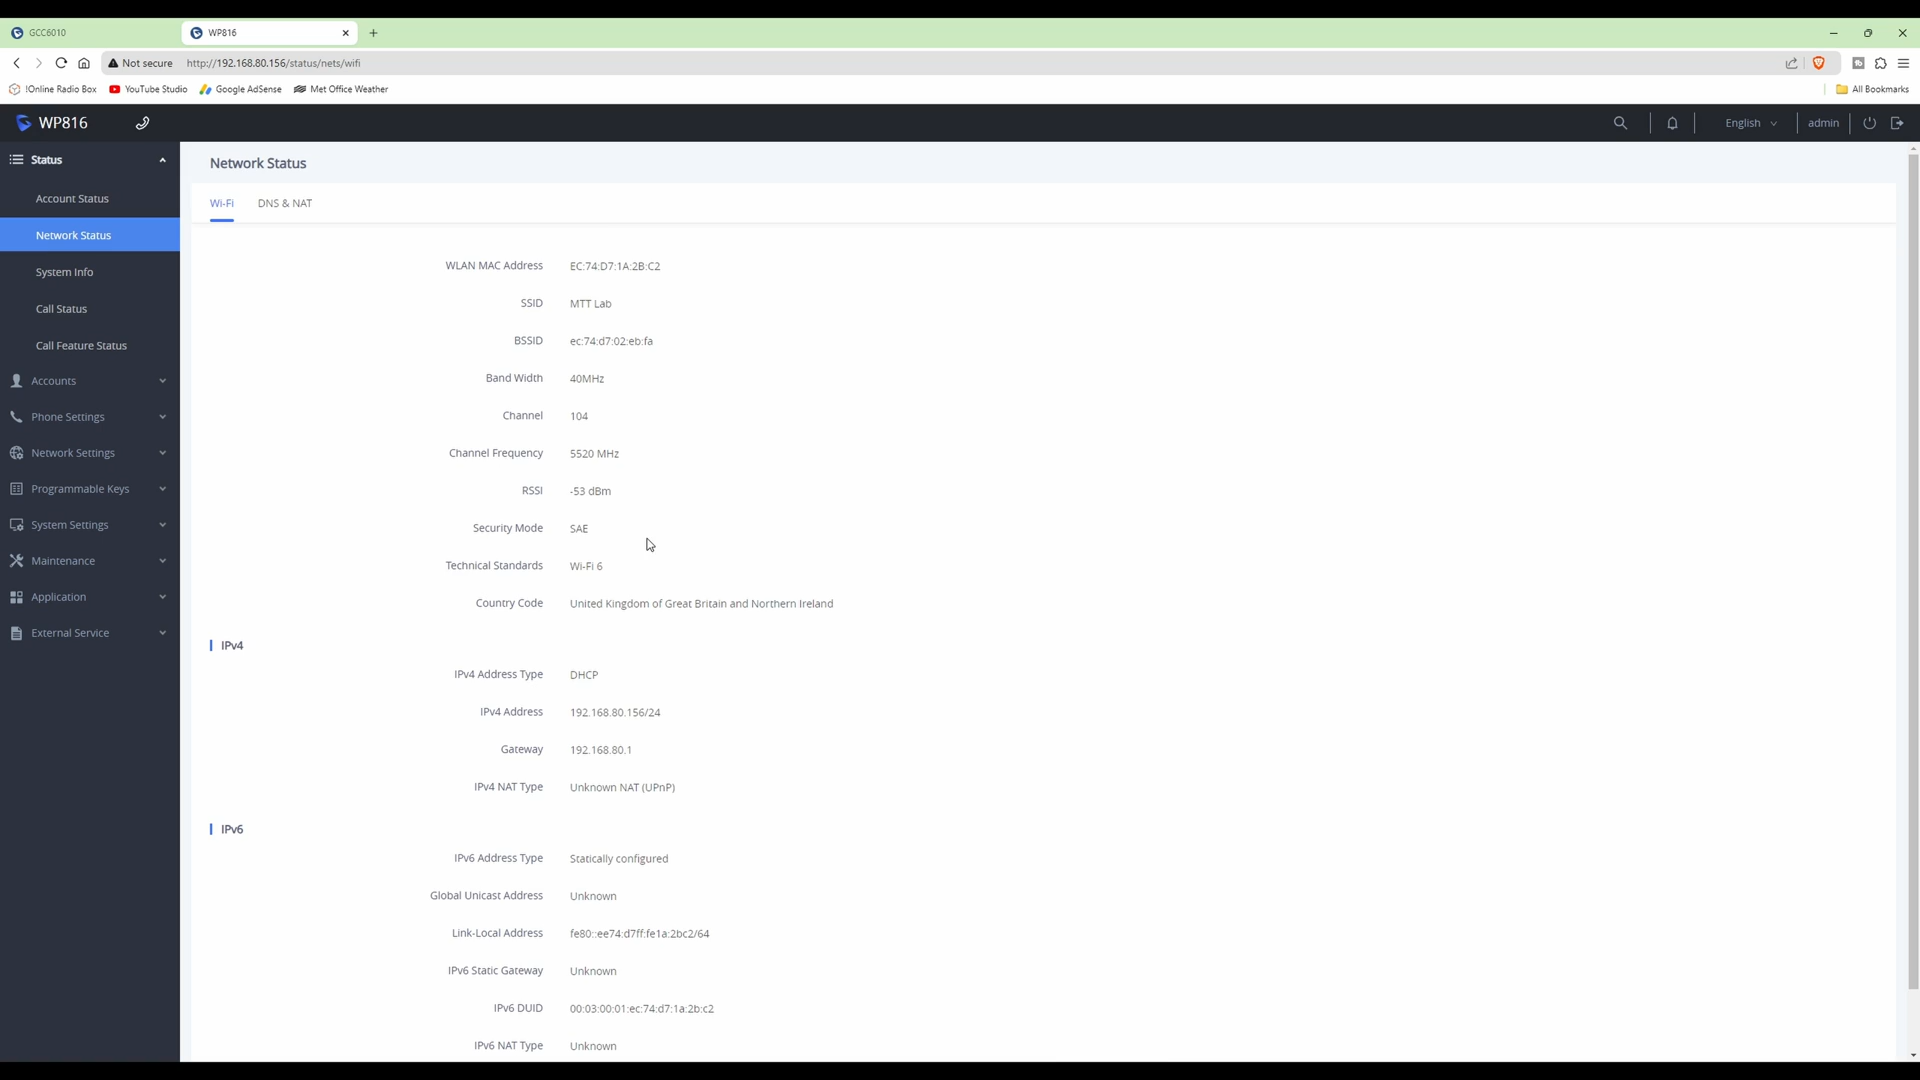 GCC6010
WP816
Not secure http://192.168.80.156/status/nets/wifi
!Online Radio Box YouTube Studio Google AdSense Met Office Weather All Bookmarks
WP816 English admin
Status
Account Status
Network Status
System Info
Call Status
Call Feature Status
Accounts
Phone Settings
Network Settings
Programmable Keys
System Settings
Maintenance
Application
External Service
Network Status
Wi-Fi DNS & NAT
WLAN MAC Address EC:74:D7:1A:2B:C2
SSID MTT Lab
BSSID ec:74:d7:02:eb:fa
Band Width 40MHz
Channel 104
Channel Frequency 5520 MHz
RSSI -53 dBm
Security Mode SAE
Technical Standards Wi-Fi 6
Country Code United Kingdom of Great Britain and Northern Ireland
IPv4
IPv4 Address Type DHCP
IPv4 Address 192.168.80.156/24
Gateway 192.168.80.1
IPv4 NAT Type Unknown NAT (UPnP)
IPv6
IPv6 Address Type Statically configured
Global Unicast Address Unknown
Link-Local Address fe80::ee74:d7ff:fe1a:2bc2/64
IPv6 Static Gateway Unknown
IPv6 DUID 00:03:00:01:ec:74:d7:1a:2b:c2
IPv6 NAT Type Unknown